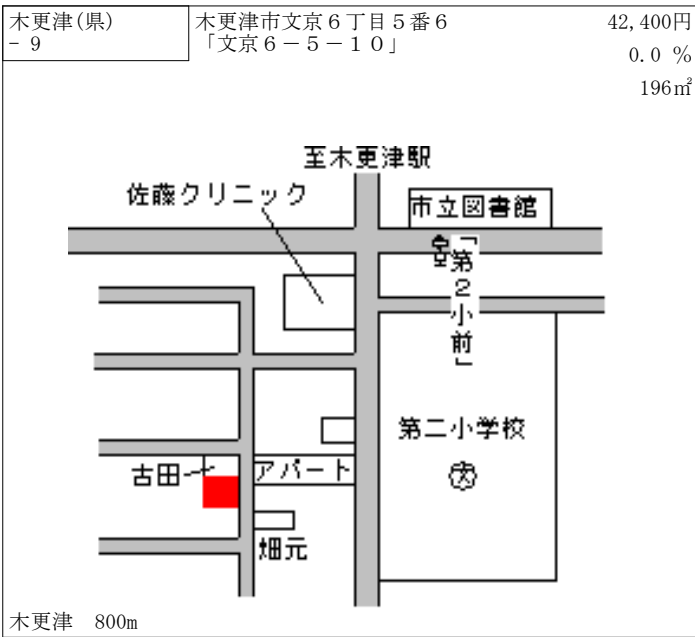 木更津(県)
- 9
木更津市文京６丁目５番６
「文京６－５－１０」
42,400円
0.0 %
196㎡
至木更津駅
佐藤クリニック
市立図書館
「第２小前」
第二小学校
古田
アパート
畑元
木更津 800m